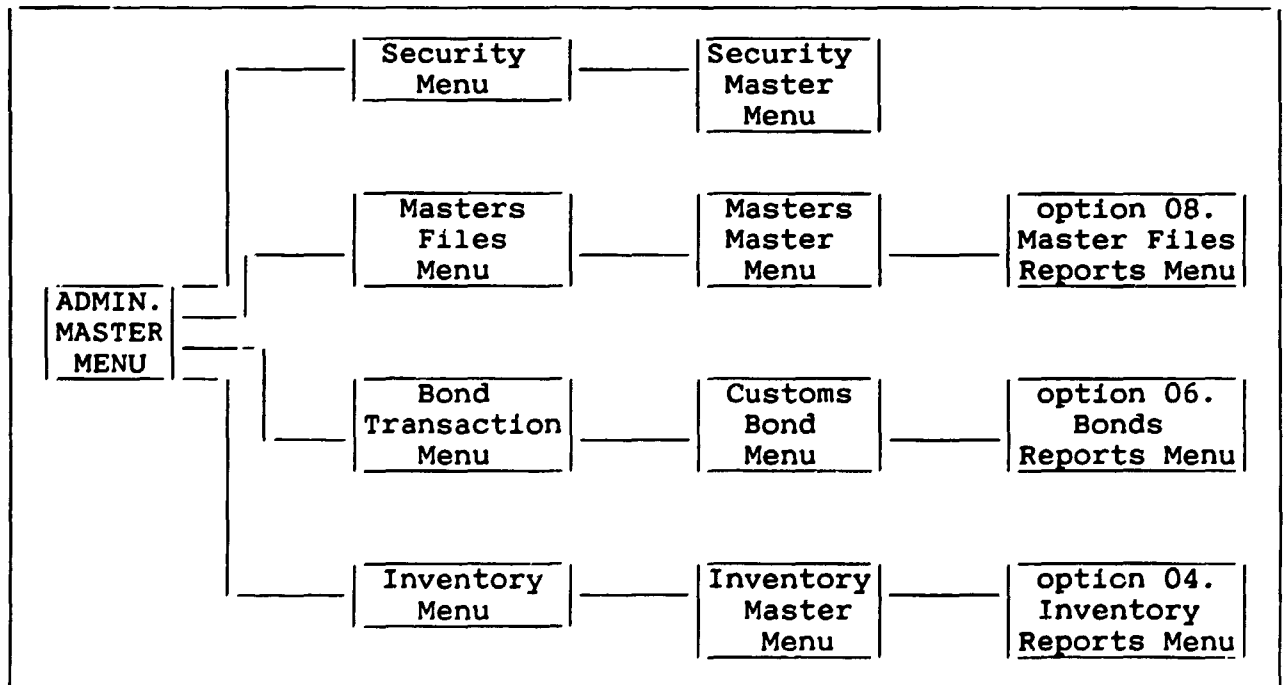 Security
Menu
Security
Master
Menu
Masters
Files
Menu
Masters
Master
Menu
option 08.
Master Files
Reports Menu
ADMIN.
MASTER
MENU
Bond
Transaction
Menu
Customs
Bond
Menu
option 06.
Bonds
Reports Menu
Inventory
Menu
Inventory
Master
Menu
option 04.
Inventory
Reports Menu